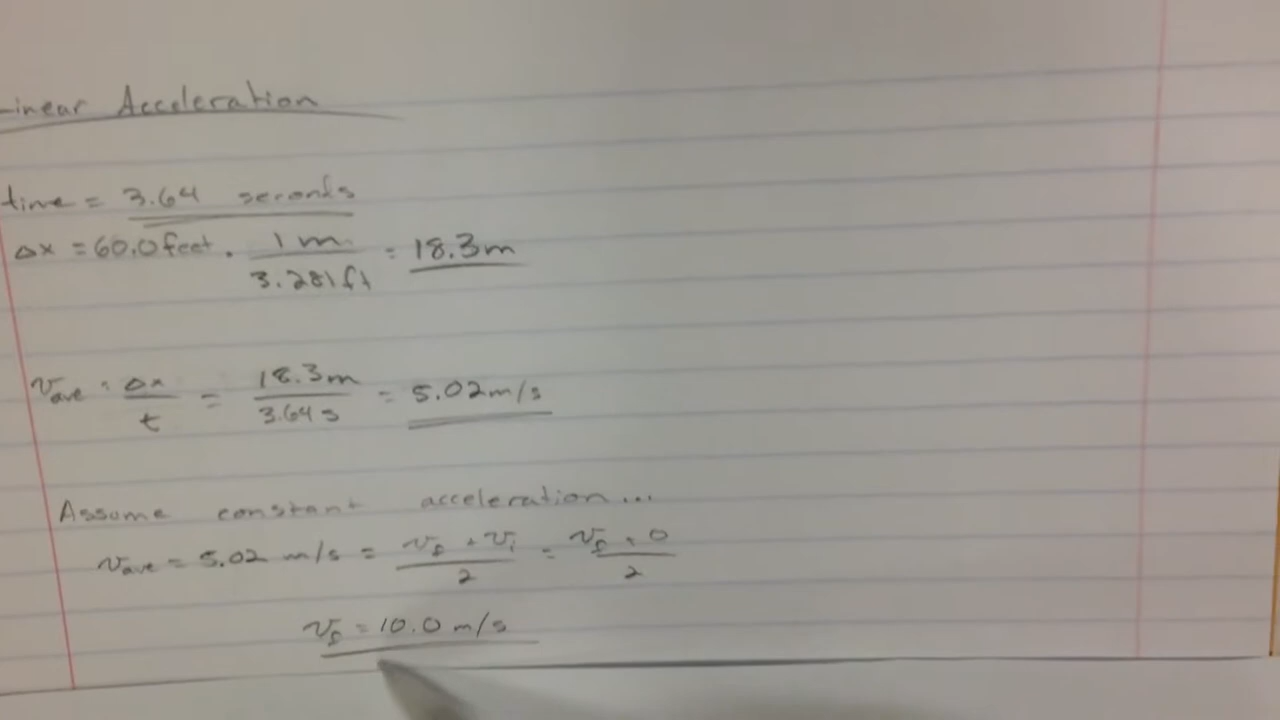 Linear Acceleration
time = 3.64 seconds
Δx = 60.0 feet · 1 m / 3.281 ft = 18.3 m
v_ave = Δx / t = 18.3 m / 3.64 s = 5.02 m/s
Assume constant acceleration...
v_ave = 5.02 m/s = v_f + v_i / 2 = v_f + 0 / 2
v_f = 10.0 m/s